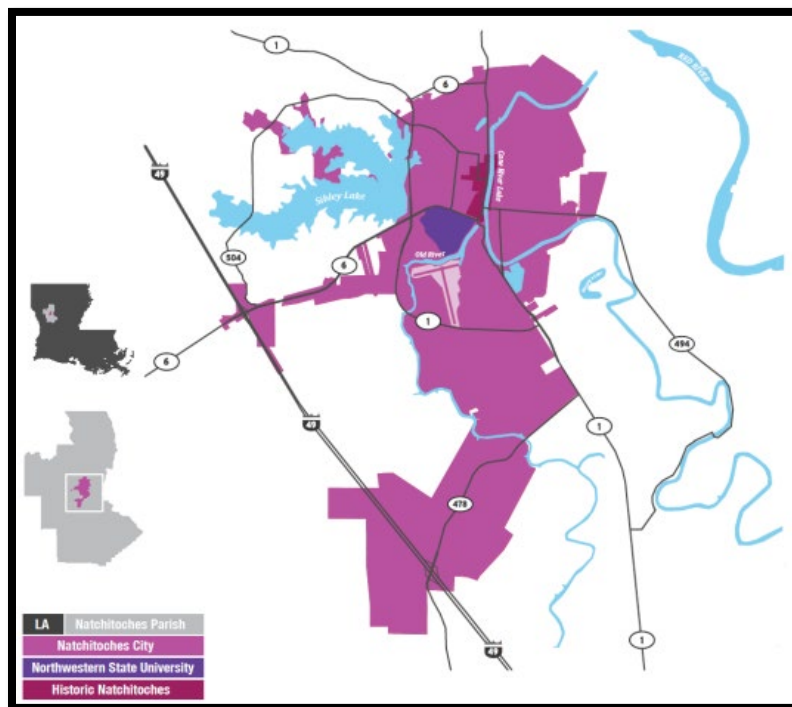 1
6
RED RIVER
49
Cane River Lake
Sibley Lake
504
6
Old River
1
494
6
49
1
478
1
49
LA Natchitoches Parish
Natchitoches City
Northwestern State University
Historic Natchitoches